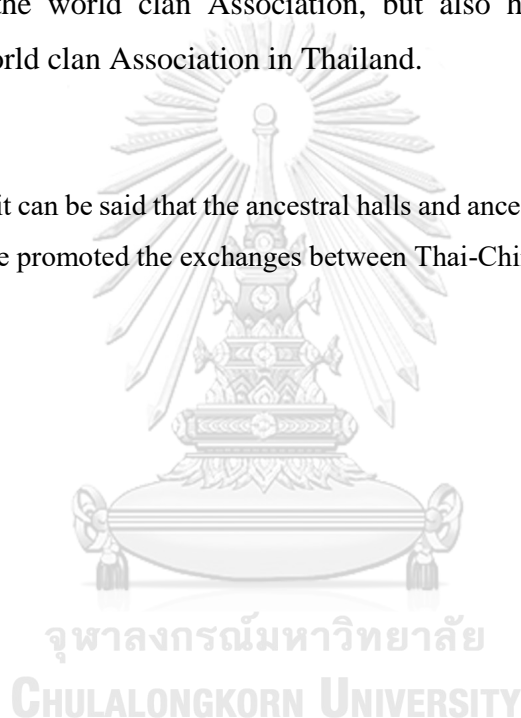 the world clan Association, but also h
orld clan Association in Thailand.
it can be said that the ancestral halls and ance
e promoted the exchanges between Thai-Chi
จุฬาลงกรณ์มหาวิทยาลัย
CHULALONGKORN UNIVERSITY